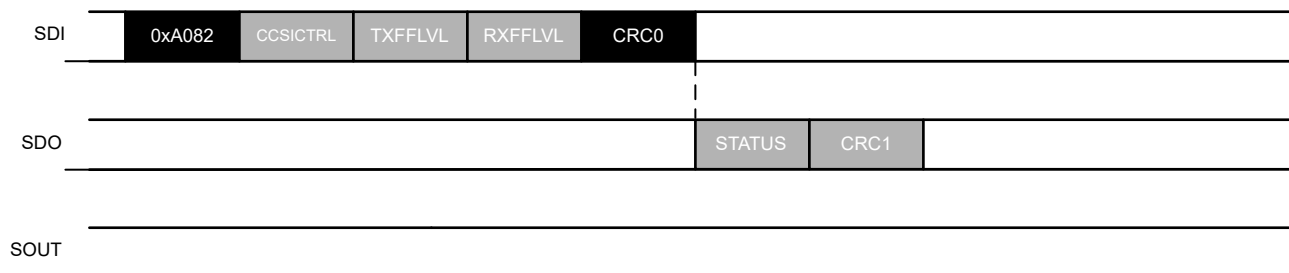 SDI 0xA082 CCSICTRL TXFFLVL RXFFLVL CRC0
SDO STATUS CRC1
SOUT